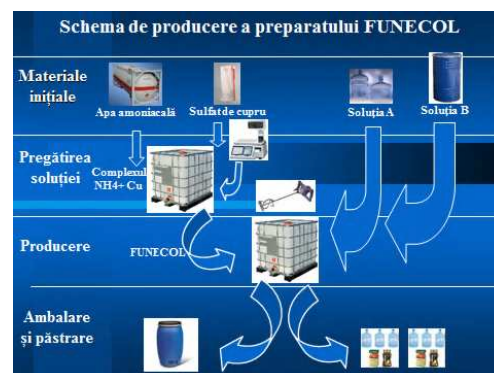 Schema de producere a preparatului FUNECOL
Materiale
inițiale
Apa amoniacală
Sulfat de cupru
Soluția A
Soluția B
Pregătirea
soluției
Complexul
NH4+ Cu
Producere
FUNECOL
Ambalare
și păstrare